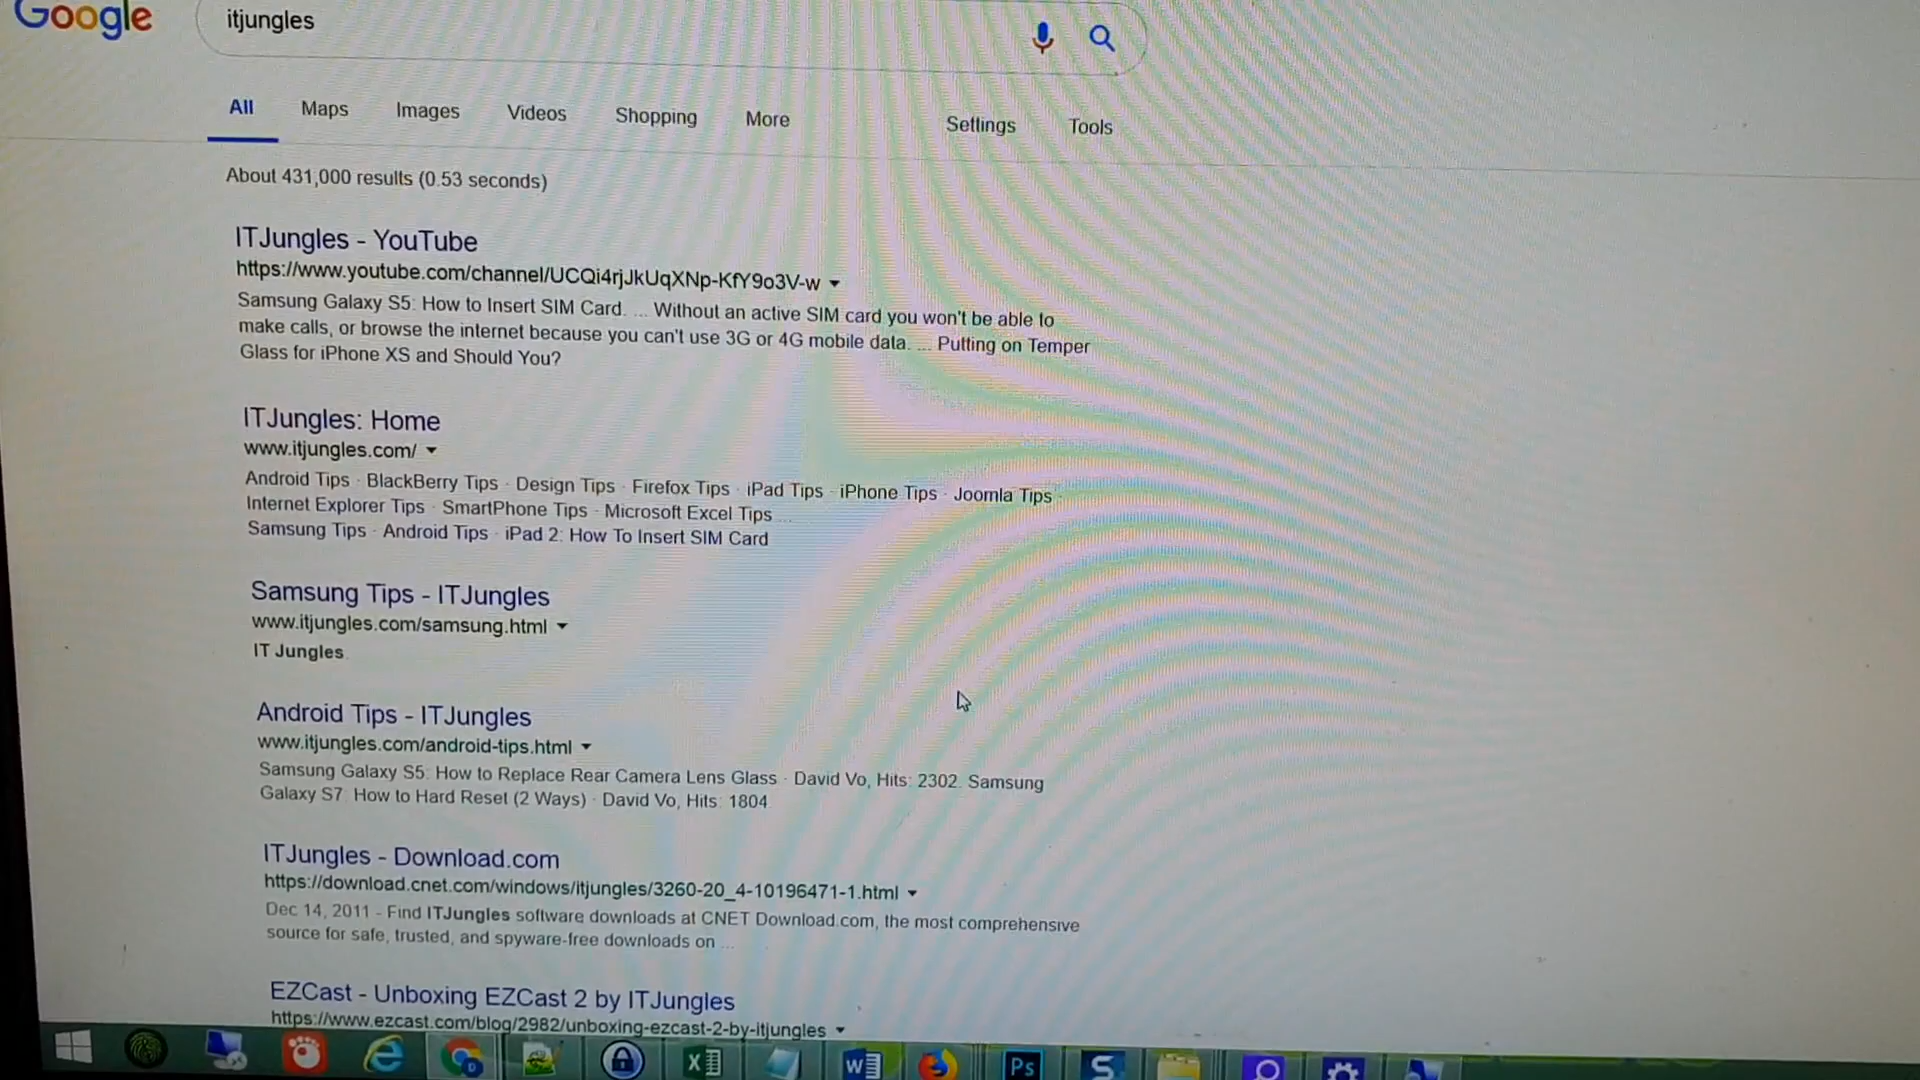 Google
itjungles
All Maps Images Videos Shopping More Settings Tools
About 431,000 results (0.53 seconds)
ITJungles - YouTube
https://www.youtube.com/channel/UCQi4rjJkUqXNp-KfY9o3V-w
Samsung Galaxy S5: How to Insert SIM Card. ... Without an active SIM card you won't be able to
make calls, or browse the internet because you can't use 3G or 4G mobile data. ... Putting on Temper
Glass for iPhone XS and Should You?
ITJungles: Home
www.itjungles.com/
Android Tips · BlackBerry Tips · Design Tips · Firefox Tips · iPad Tips · iPhone Tips · Joomla Tips ·
Internet Explorer Tips · SmartPhone Tips · Microsoft Excel Tips ...
Samsung Tips · Android Tips · iPad 2: How To Insert SIM Card
Samsung Tips - ITJungles
www.itjungles.com/samsung.html
IT Jungles.
Android Tips - ITJungles
www.itjungles.com/android-tips.html
Samsung Galaxy S5: How to Replace Rear Camera Lens Glass · David Vo, Hits: 2302. Samsung
Galaxy S7: How to Hard Reset (2 Ways) · David Vo, Hits: 1804.
ITJungles - Download.com
https://download.cnet.com/windows/itjungles/3260-20_4-10196471-1.html
Dec 14, 2011 - Find ITJungles software downloads at CNET Download.com, the most comprehensive
source for safe, trusted, and spyware-free downloads on ...
EZCast - Unboxing EZCast 2 by ITJungles
https://www.ezcast.com/blog/2982/unboxing-ezcast-2-by-itjungles
D X W Ps S